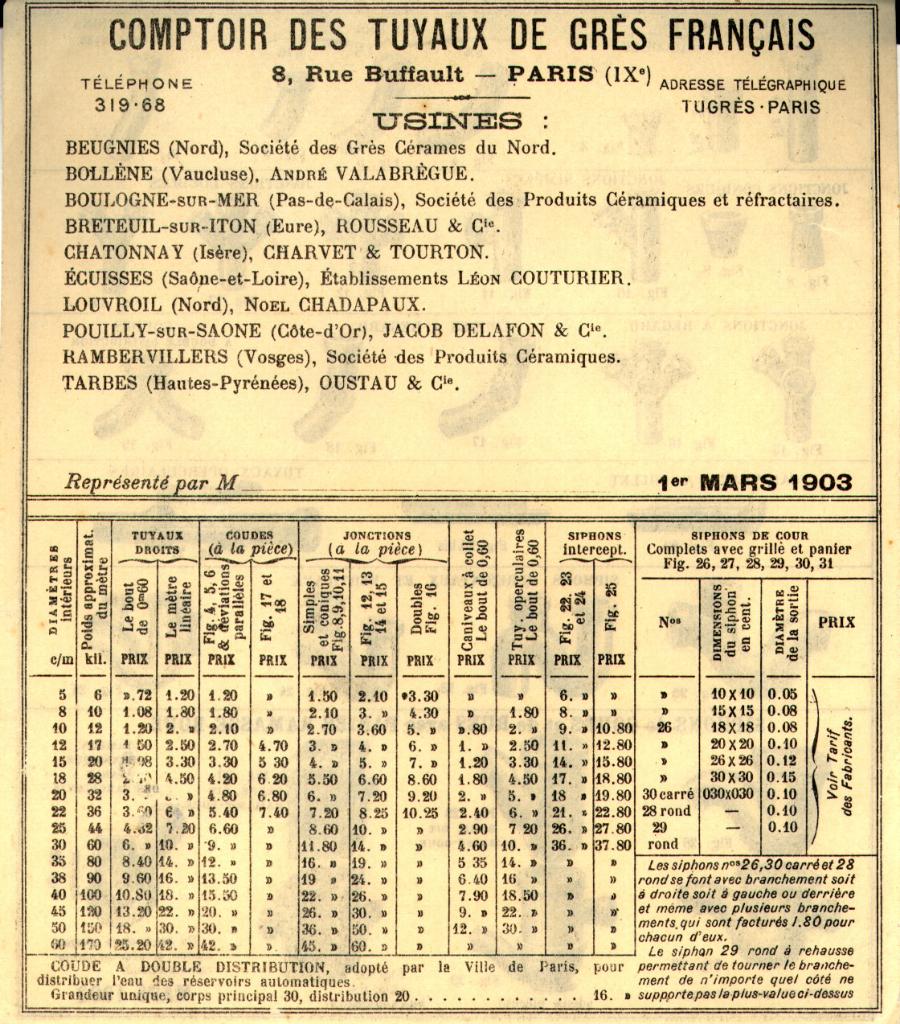 COMPTOIR DES TUYAUX DE GRÈS FRANÇAIS
8, Rue Buffault — PARIS (IXᵉ)
TÉLÉPHONE
319·68
ADRESSE TÉLÉGRAPHIQUE
TUGRÈS·PARIS
USINES :
BEUGNIES (Nord), Société des Grès Cérames du Nord.
BOLLÈNE (Vaucluse), ANDRÉ VALABRÈGUE.
BOULOGNE-SUR-MER (Pas-de-Calais), Société des Produits Céramiques et réfractaires.
BRETEUIL-SUR-ITON (Eure), ROUSSEAU & Cⁱᵉ.
CHATONNAY (Isère), CHARVET & TOURTON.
ÉCUISSES (Saône-et-Loire), Établissements LÉON COUTURIER.
LOUVROIL (Nord), NOEL CHADAPAUX.
POUILLY-SUR-SAONE (Côte-d'Or), JACOB DELAFON & Cⁱᵉ.
RAMBERVILLERS (Vosges), Société des Produits Céramiques.
TARBES (Hautes-Pyrénées), OUSTAU & Cⁱᵉ.
Représenté par M
1er MARS 1903
DIAMÈTRES intérieurs c/m
Poids approximat. du mètre kil.
TUYAUX DROITS
Le bout de 0m60 PRIX
Le mètre linéaire PRIX
COUDES (à la pièce)
Fig. 4, 5, 6 & déviations parallèles PRIX
Fig. 17 et 18 PRIX
JONCTIONS (a la pièce)
Simples et coniques Fig. 8,9,10,11 PRIX
Fig. 12, 13 14 et 15 PRIX
Doubles Fig. 16 PRIX
Caniveaux à collet Le bout de 0,60 PRIX
Tuy. operculaires Le bout de 0,60 PRIX
SIPHONS intercept.
Fig. 22, 23 et 24 PRIX
Fig. 25 PRIX
5 6 ».72 1.20 1.20 » 1.50 2.10 3.30 » » 6. » »
8 10 1.08 1.80 1.80 » 2.10 3. » 4.30 » 1.80 8. » »
10 12 1.20 2. » 2.10 » 2.70 3.60 5. » ».80 2. » 9. » 10.80
12 17 1 50 2.50 2.70 4.70 3. » 4. » 6. » 1. » 2.50 11. » 12.80
15 20 3.30 3.30 5 30 4. » 5. » 7. » 1.20 3.30 14. » 15.80
18 28 4.50 4.20 6.20 5.50 6.60 8.60 1.80 4.50 17. » 18.80
20 32 3. » 4.80 6.80 6. » 7.20 9.20 2. » 5. » 18 » 19.80
22 36 3.60 6 » 5.40 7.40 7.20 8.25 10.25 2.40 6. » 21. » 22.80
25 44 4.32 7.20 6.60 » 8.60 10. » » 2.90 7 20 26. » 27.80
30 60 6. » 10. » 9. » » 11.80 14. » » 4.60 10. » 36. » 37.80
35 80 8.40 14. » 12. » » 16. » 19. » » 5 35 14. » » »
38 90 9.60 16. » 13.50 » 19 » 24. » » 6.40 16 » » »
40 100 10.80 18. » 15.50 » 22. » 26. » » 7.90 18.50 » »
45 120 13.20 22. » 20. » » 26. » 30. » » 9. » 22. » » »
50 150 18. » 30. » 30. » » 36. » 50. » » 12. » 30. » » »
60 170 25.20 42. » 42. » » 45. » 60. » » » » » »
SIPHONS DE COUR
Complets avec grille et panier
Fig. 26, 27, 28, 29, 30, 31
Nos
DIMENSIONS du siphon en cent.
DIAMÈTRE de la sortie
PRIX
» 10 X 10 0.05
» 15 X 15 0.08
26 18 X 18 0.08
» 20 X 20 0.10
» 26 X 26 0.12
» 30 X 30 0.15
30 carré 030x030 0.10
28 rond — 0.10
29 rond — 0.10
Voir Tarif des Fabricants.
Les siphons nos 26, 30 carré et 28
rond se font avec branchement soit
à droite soit à gauche ou derrière
et même avec plusieurs branche-
ments, qui sont facturés 1.80 pour
chacun d'eux.
Le siphon 29 rond à rehausse
permettant de tourner le branche-
ment de n'importe quel côté ne
supporte pas la plus-value ci-dessus
COUDE A DOUBLE DISTRIBUTION, adopté par la Ville de Paris, pour
distribuer l'eau des réservoirs automatiques.
Grandeur unique, corps principal 30, distribution 20 . . . . . . . . . . . . 16. »